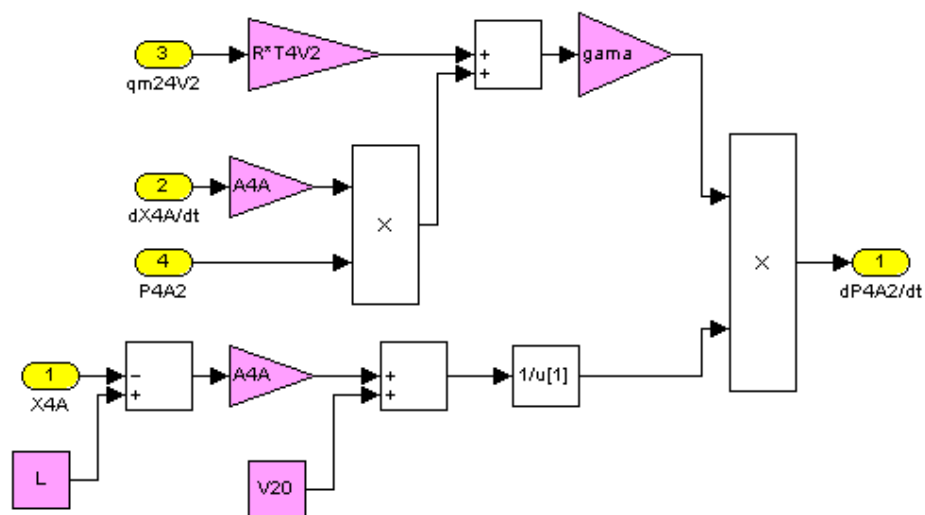 3
qm24V2
R*T4V2
+
+
gama
2
dX4A/dt
A4A
×
4
P4A2
×
1
dP4A2/dt
1
X4A
−
+
A4A
+
+
1/u[1]
L
V20